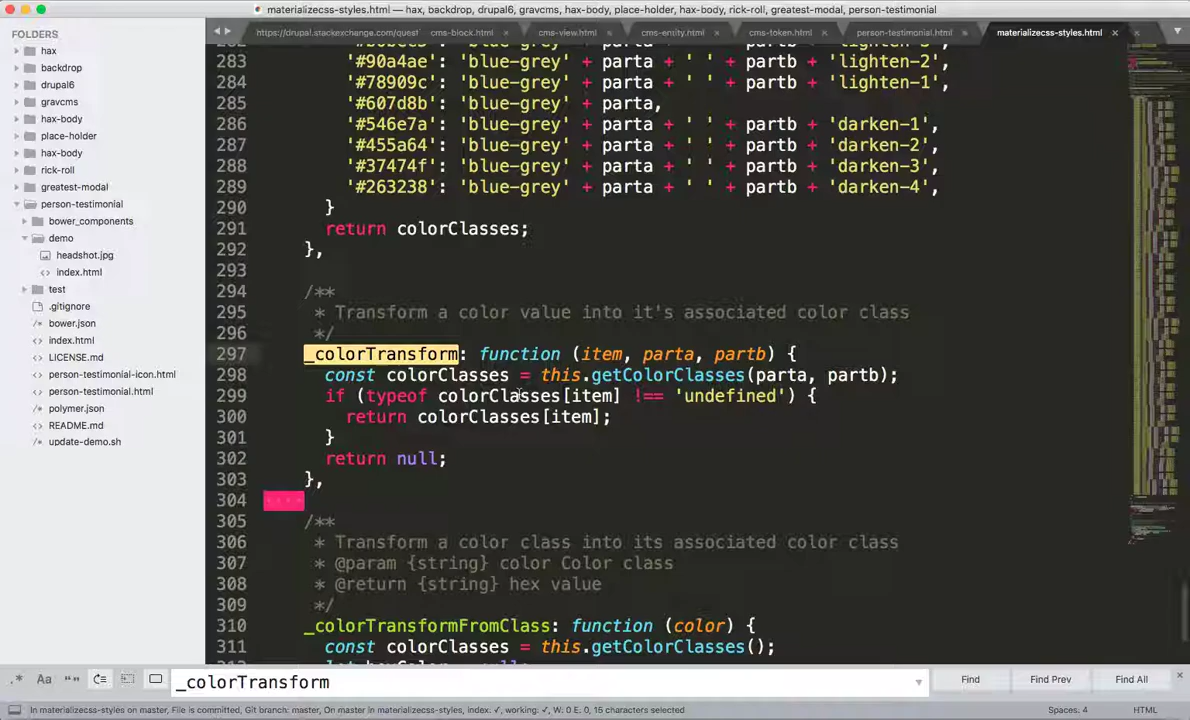 materializecss-styles.html — hax, backdrop, drupal6, gravcms, hax-body, place-holder, hax-body, rick-roll, greatest-modal, person-testimonial
FOLDERS
https://drupal.stackexchange.com/quest
cms-block.html
cms-view.html
cms-entity.html
cms-token.html
person-testimonial.html
materializecss-styles.html
hax
backdrop
drupal6
gravcms
hax-body
place-holder
hax-body
rick-roll
greatest-modal
person-testimonial
bower_components
demo
headshot.jpg
index.html
test
.gitignore
bower.json
index.html
LICENSE.md
person-testimonial-icon.html
person-testimonial.html
polymer.json
README.md
update-demo.sh
283 '#90a4ae': 'blue-grey' + parta + ' ' + partb + 'lighten-2',
284 '#78909c': 'blue-grey' + parta + ' ' + partb + 'lighten-1',
285 '#607d8b': 'blue-grey' + parta,
286 '#546e7a': 'blue-grey' + parta + ' ' + partb + 'darken-1',
287 '#455a64': 'blue-grey' + parta + ' ' + partb + 'darken-2',
288 '#37474f': 'blue-grey' + parta + ' ' + partb + 'darken-3',
289 '#263238': 'blue-grey' + parta + ' ' + partb + 'darken-4',
290 }
291 return colorClasses;
292 },
293
294 /**
295 * Transform a color value into it's associated color class
296 */
297 _colorTransform: function (item, parta, partb) {
298 const colorClasses = this.getColorClasses(parta, partb);
299 if (typeof colorClasses[item] !== 'undefined') {
300 return colorClasses[item];
301 }
302 return null;
303 },
304
305 /**
306 * Transform a color class into its associated color class
307 * @param {string} color Color class
308 * @return {string} hex value
309 */
310 _colorTransformFromClass: function (color) {
311 const colorClasses = this.getColorClasses();
.* Aa “”
_colorTransform
Find
Find Prev
Find All
In materializecss-styles on master, File is committed, Git branch: master, On master in materializecss-styles, index: ✓, working: ✓, W: 0 E: 0, 15 characters selected
Spaces: 4
HTML